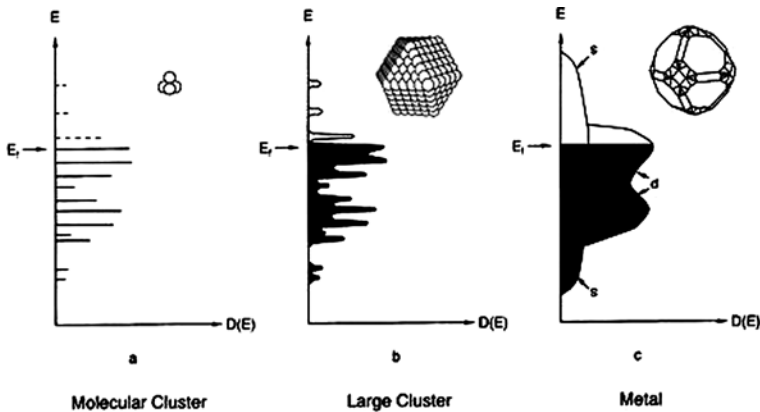 E
E
E
Ef
Ef
Ef
s
d
s
D(E)
D(E)
D(E)
a
b
c
Molecular Cluster
Large Cluster
Metal